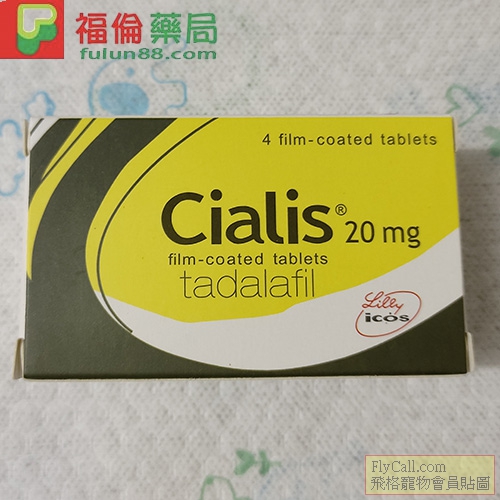 福倫藥局
fulun88.com
4 film-coated tablets
Cialis® 20 mg
film-coated tablets
tadalafil
Lilly
icos
FlyCall.com
飛格寵物會員貼圖